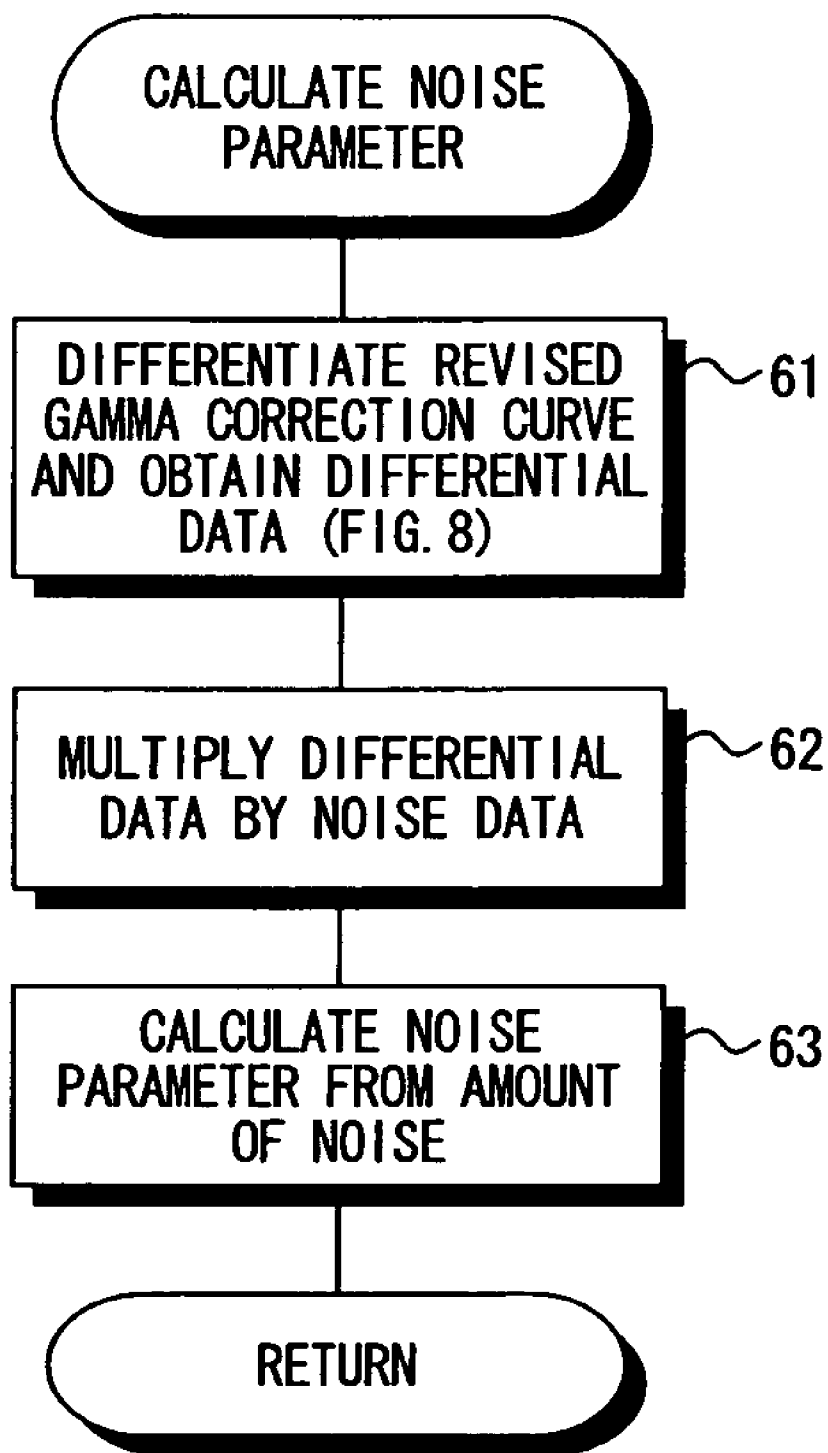 CALCULATE NOISE
PARAMETER
DIFFERENTIATE REVISED
GAMMA CORRECTION CURVE
AND OBTAIN DIFFERENTIAL
DATA (FIG. 8)
61
MULTIPLY DIFFERENTIAL
DATA BY NOISE DATA
62
CALCULATE NOISE
PARAMETER FROM AMOUNT
OF NOISE
63
RETURN